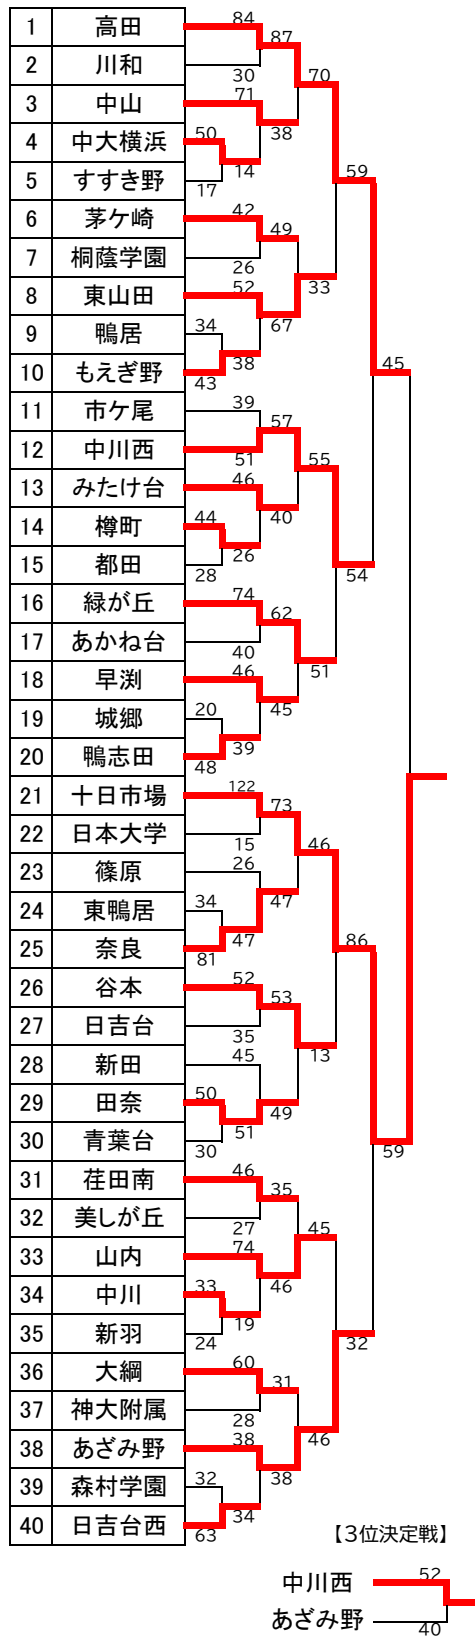 1 高田
2 川和
3 中山
4 中大横浜
5 すすき野
6 茅ケ崎
7 桐蔭学園
8 東山田
9 鴨居
10 もえぎ野
11 市ケ尾
12 中川西
13 みたけ台
14 樽町
15 都田
16 緑が丘
17 あかね台
18 早渕
19 城郷
20 鴨志田
21 十日市場
22 日本大学
23 篠原
24 東鴨居
25 奈良
26 谷本
27 日吉台
28 新田
29 田奈
30 青葉台
31 荏田南
32 美しが丘
33 山内
34 中川
35 新羽
36 大綱
37 神大附属
38 あざみ野
39 森村学園
40 日吉台西
50
17
34
43
44
28
20
48
34
81
50
30
33
24
32
63
84
30
71
14
42
26
52
38
39
51
46
26
74
40
46
39
122
15
26
47
52
35
45
51
46
27
74
19
60
28
38
34
87
38
49
67
57
40
62
45
73
47
53
49
35
46
31
38
70
33
55
51
46
13
45
46
59
54
86
32
45
59
【3位決定戦】
中川西 52
あざみ野 40